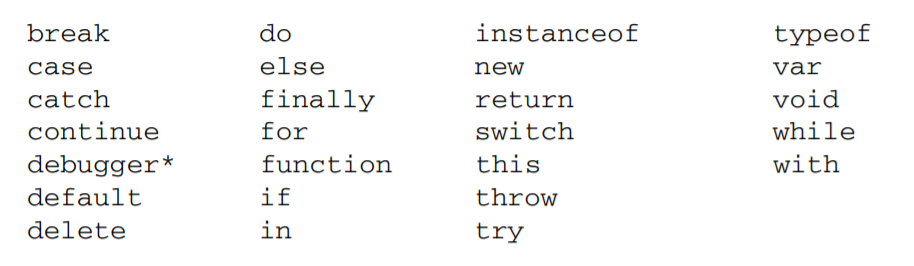 break do instanceof typeof
case else new var
catch finally return void
continue for switch while
debugger* function this with
default if throw
delete in try